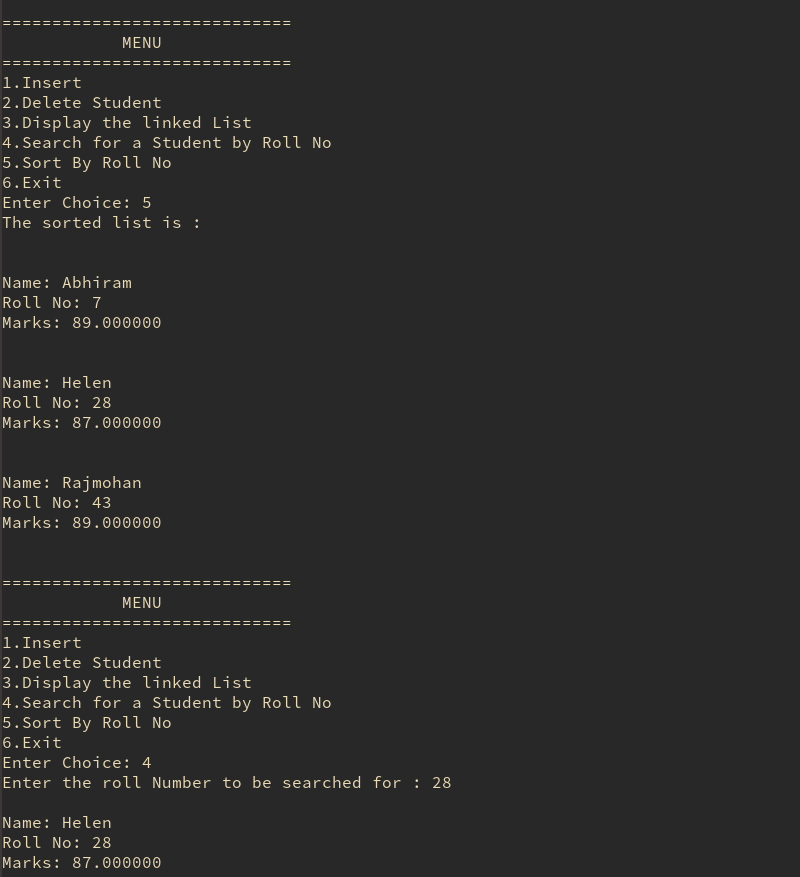 =============================
            MENU
=============================
1.Insert
2.Delete Student
3.Display the linked List
4.Search for a Student by Roll No
5.Sort By Roll No
6.Exit
Enter Choice: 5
The sorted list is :
Name: Abhiram
Roll No: 7
Marks: 89.000000
Name: Helen
Roll No: 28
Marks: 87.000000
Name: Rajmohan
Roll No: 43
Marks: 89.000000
=============================
            MENU
=============================
1.Insert
2.Delete Student
3.Display the linked List
4.Search for a Student by Roll No
5.Sort By Roll No
6.Exit
Enter Choice: 4
Enter the roll Number to be searched for : 28
Name: Helen
Roll No: 28
Marks: 87.000000